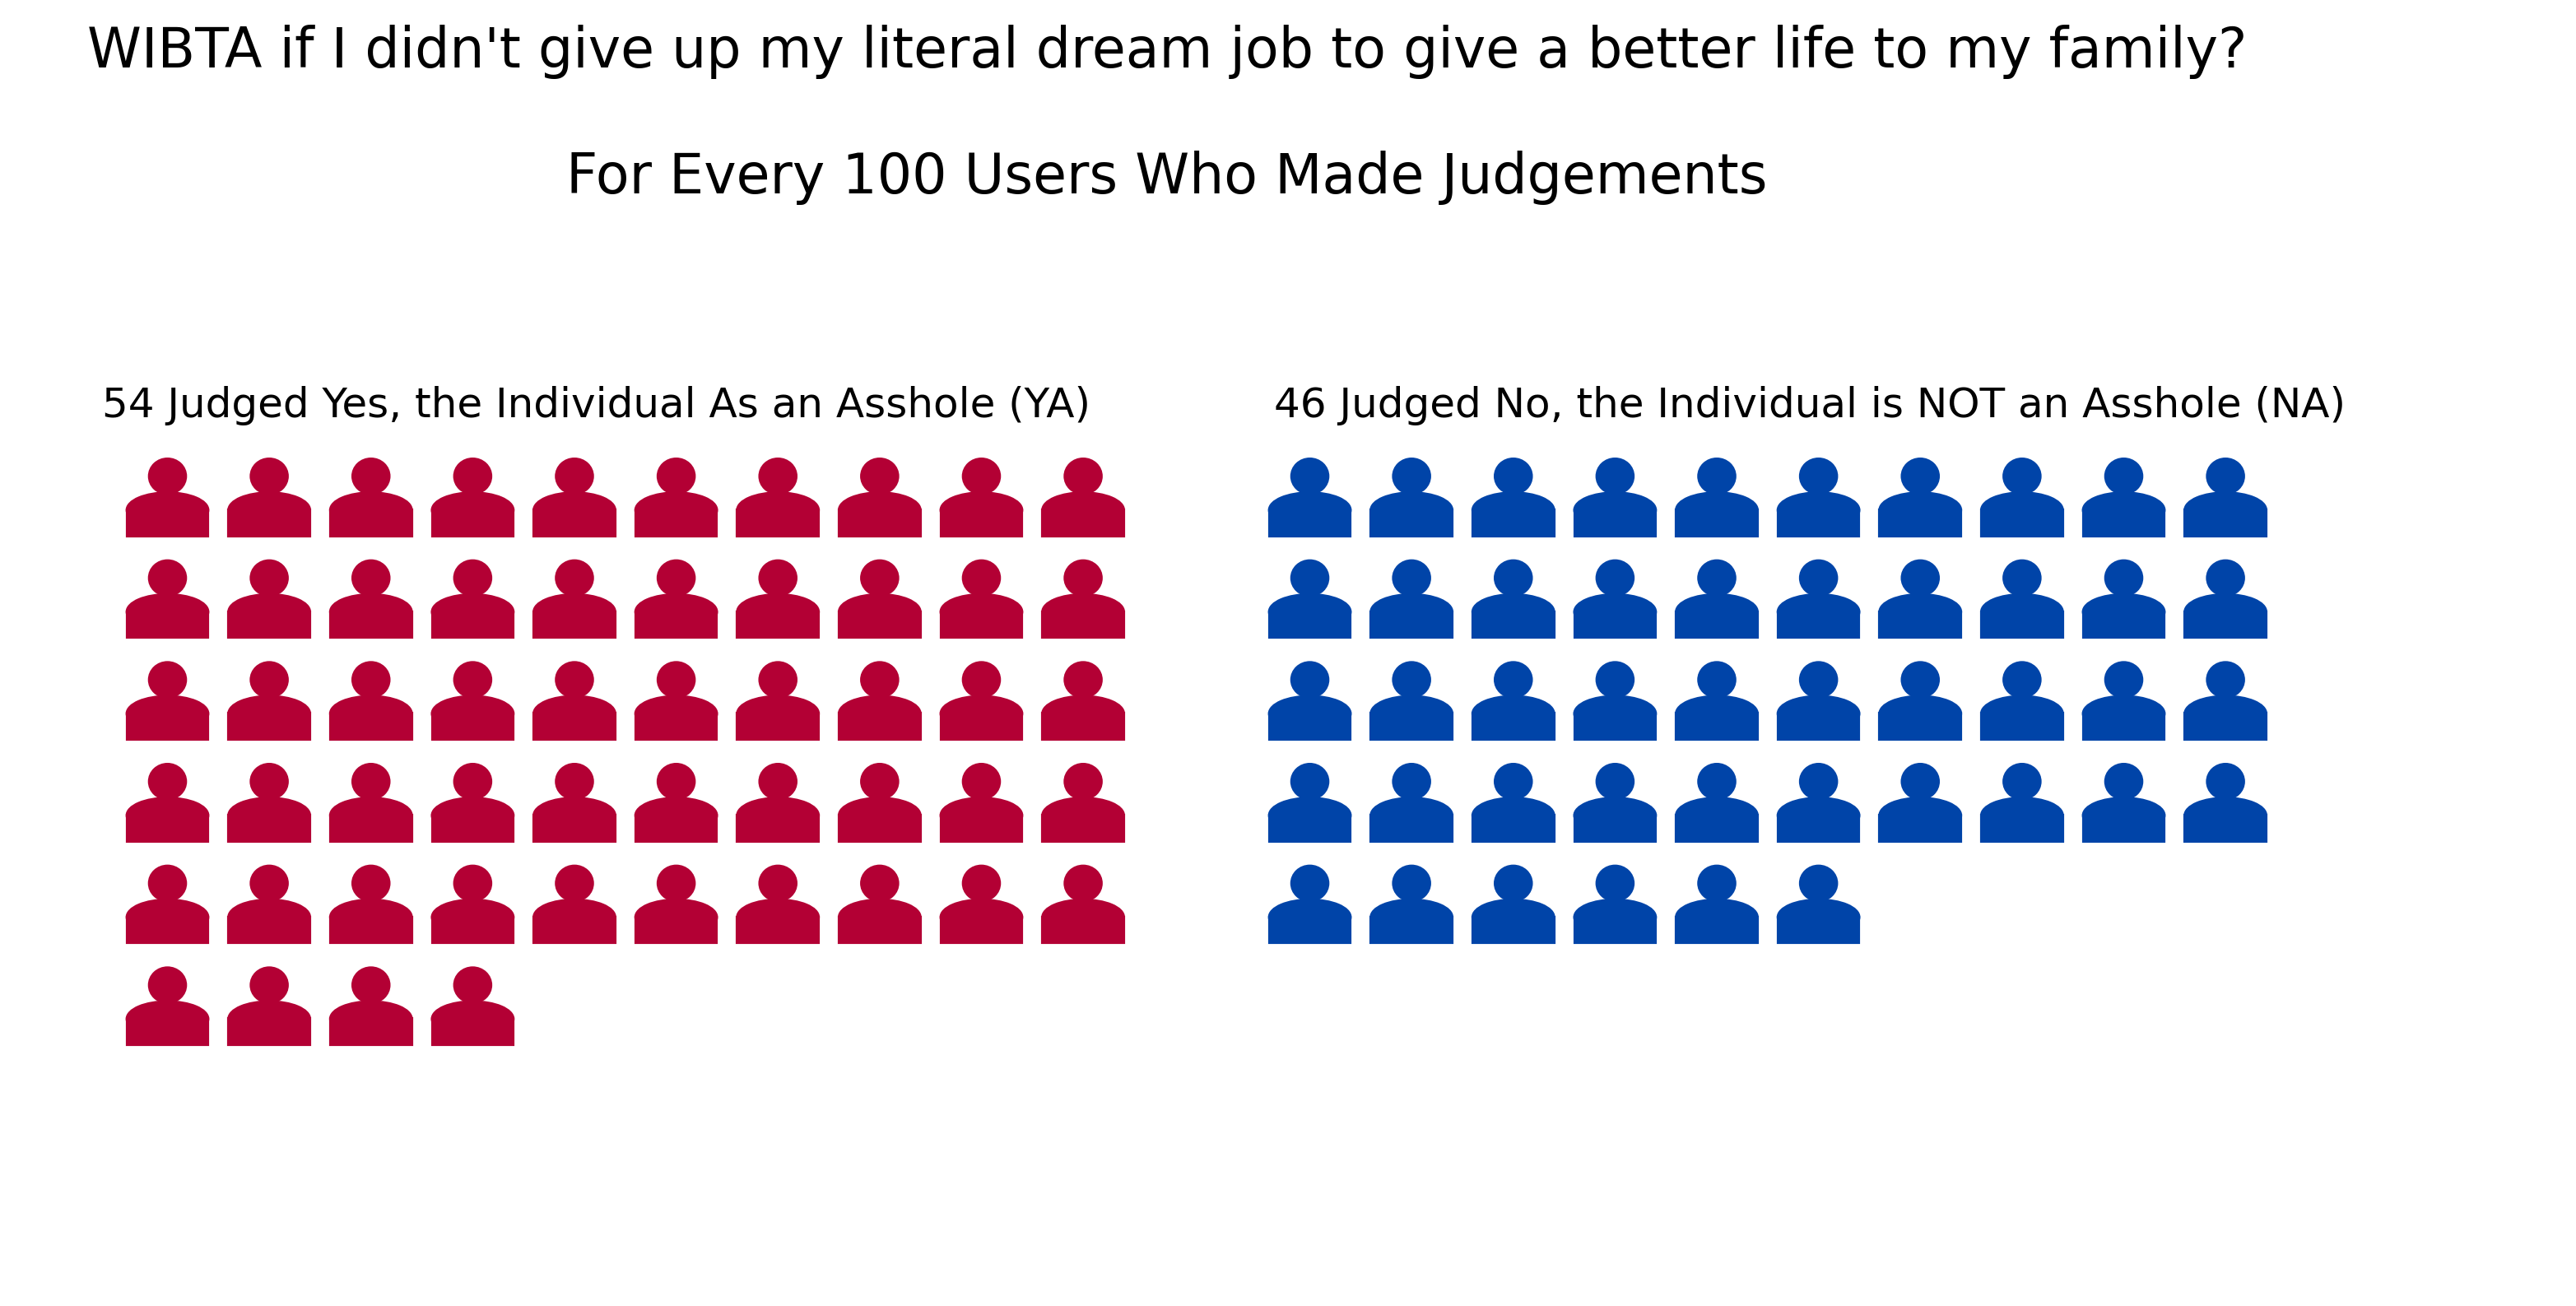 WIBTA if I didn't give up my literal dream job to give a better life to my family?
For Every 100 Users Who Made Judgements
54 Judged Yes, the Individual As an Asshole (YA)
46 Judged No, the Individual is NOT an Asshole (NA)